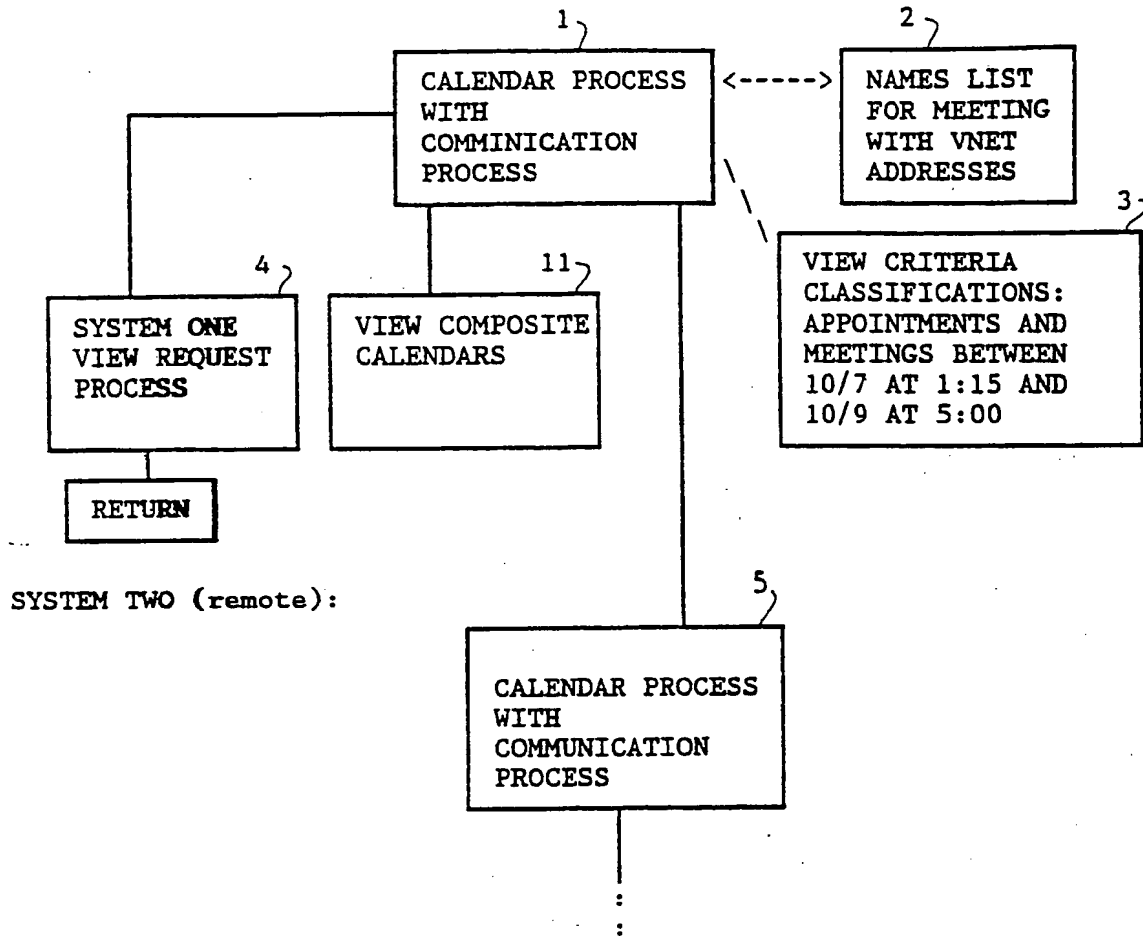 1
CALENDAR PROCESS
WITH
COMMINICATION
PROCESS
2
NAMES LIST
FOR MEETING
WITH VNET
ADDRESSES
3
VIEW CRITERIA
CLASSIFICATIONS:
APPOINTMENTS AND
MEETINGS BETWEEN
10/7 AT 1:15 AND
10/9 AT 5:00
4
SYSTEM ONE
VIEW REQUEST
PROCESS
11
VIEW COMPOSITE
CALENDARS
RETURN
SYSTEM TWO (remote):
5
CALENDAR PROCESS
WITH
COMMUNICATION
PROCESS